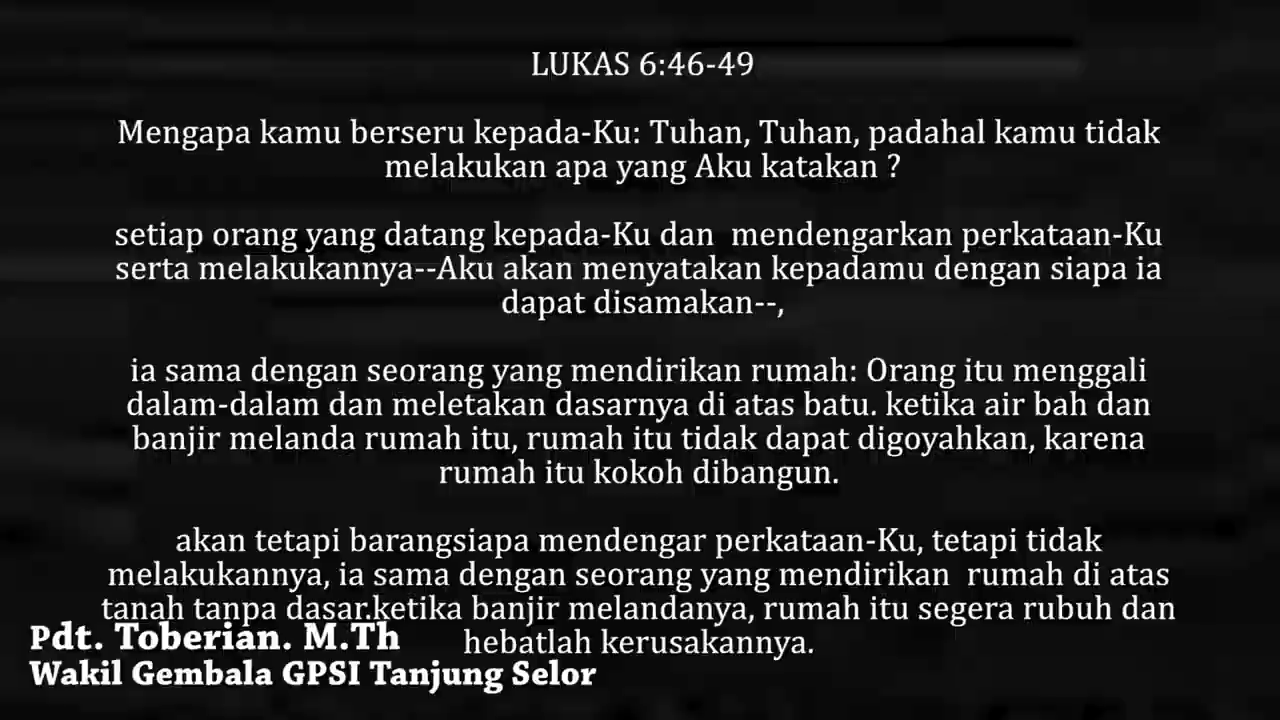 LUKAS 6:46-49
Mengapa kamu berseru kepada-Ku: Tuhan, Tuhan, padahal kamu tidak
melakukan apa yang Aku katakan ?
setiap orang yang datang kepada-Ku dan  mendengarkan perkataan-Ku
serta melakukannya--Aku akan menyatakan kepadamu dengan siapa ia
dapat disamakan--,
ia sama dengan seorang yang mendirikan rumah: Orang itu menggali
dalam-dalam dan meletakan dasarnya di atas batu. ketika air bah dan
banjir melanda rumah itu, rumah itu tidak dapat digoyahkan, karena
rumah itu kokoh dibangun.
akan tetapi barangsiapa mendengar perkataan-Ku, tetapi tidak
melakukannya, ia sama dengan seorang yang mendirikan  rumah di atas
tanah tanpa dasar.ketika banjir melandanya, rumah itu segera rubuh dan
hebatlah kerusakannya.
Pdt. Toberian. M.Th
Wakil Gembala GPSI Tanjung Selor